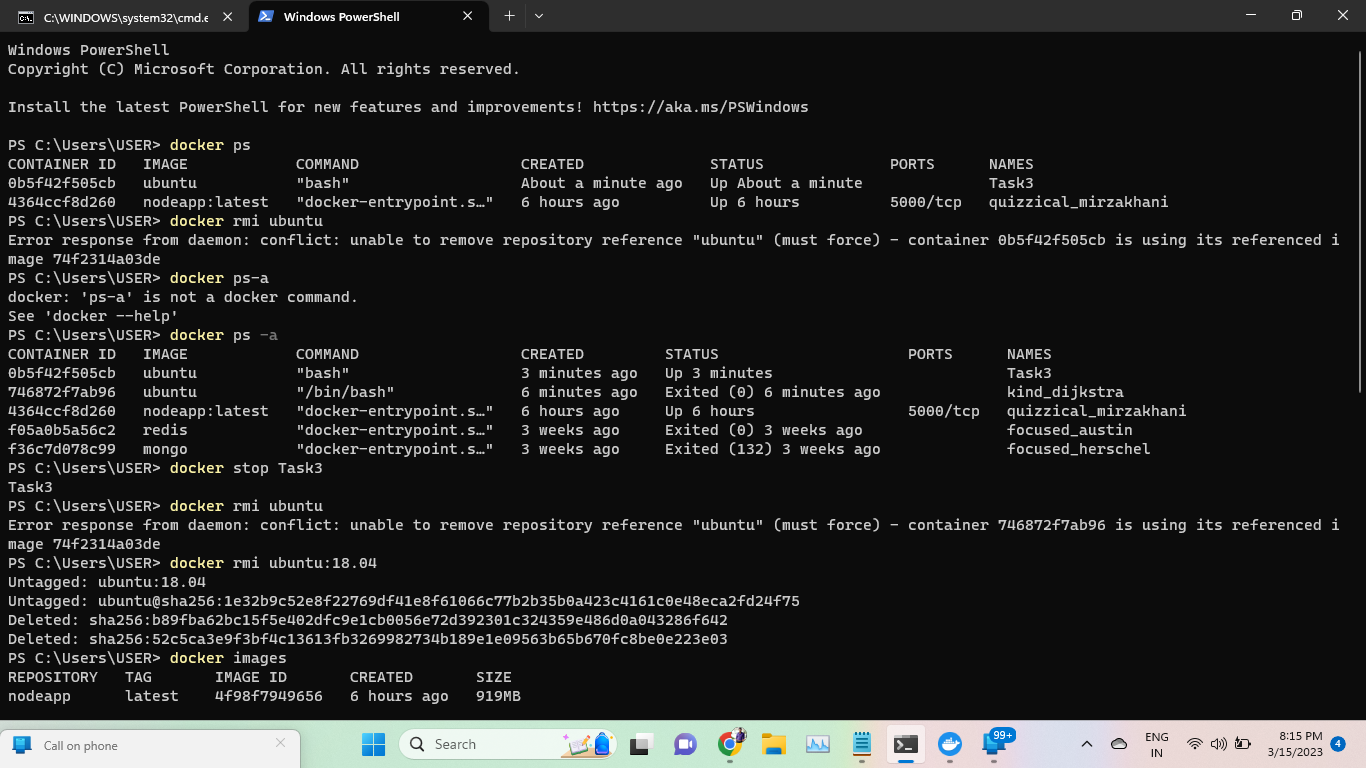 C:\WINDOWS\system32\cmd.e
Windows PowerShell
Windows PowerShell
Copyright (C) Microsoft Corporation. All rights reserved.
Install the latest PowerShell for new features and improvements! https://aka.ms/PSWindows
PS C:\Users\USER> docker ps
CONTAINER ID   IMAGE            COMMAND                  CREATED              STATUS              PORTS      NAMES
0b5f42f505cb   ubuntu           "bash"                   About a minute ago   Up About a minute              Task3
4364ccf8d260   nodeapp:latest   "docker-entrypoint.s…"   6 hours ago          Up 6 hours          5000/tcp   quizzical_mirzakhani
PS C:\Users\USER> docker rmi ubuntu
Error response from daemon: conflict: unable to remove repository reference "ubuntu" (must force) - container 0b5f42f505cb is using its referenced i
mage 74f2314a03de
PS C:\Users\USER> docker ps-a
docker: 'ps-a' is not a docker command.
See 'docker --help'
PS C:\Users\USER> docker ps -a
CONTAINER ID   IMAGE            COMMAND                  CREATED         STATUS                     PORTS      NAMES
0b5f42f505cb   ubuntu           "bash"                   3 minutes ago   Up 3 minutes                          Task3
746872f7ab96   ubuntu           "/bin/bash"              6 minutes ago   Exited (0) 6 minutes ago              kind_dijkstra
4364ccf8d260   nodeapp:latest   "docker-entrypoint.s…"   6 hours ago     Up 6 hours                 5000/tcp   quizzical_mirzakhani
f05a0b5a56c2   redis            "docker-entrypoint.s…"   3 weeks ago     Exited (0) 3 weeks ago                focused_austin
f36c7d078c99   mongo            "docker-entrypoint.s…"   3 weeks ago     Exited (132) 3 weeks ago              focused_herschel
PS C:\Users\USER> docker stop Task3
Task3
PS C:\Users\USER> docker rmi ubuntu
Error response from daemon: conflict: unable to remove repository reference "ubuntu" (must force) - container 746872f7ab96 is using its referenced i
mage 74f2314a03de
PS C:\Users\USER> docker rmi ubuntu:18.04
Untagged: ubuntu:18.04
Untagged: ubuntu@sha256:1e32b9c52e8f22769df41e8f61066c77b2b35b0a423c4161c0e48eca2fd24f75
Deleted: sha256:b89fba62bc15f5e402dfc9e1cb0056e72d392301c324359e486d0a043286f642
Deleted: sha256:52c5ca3e9f3bf4c13613fb3269982734b189e1e09563b65b670fc8be0e223e03
PS C:\Users\USER> docker images
REPOSITORY   TAG       IMAGE ID       CREATED       SIZE
nodeapp      latest    4f98f7949656   6 hours ago   919MB
Call on phone
Search
99+
ENG
IN
8:15 PM
3/15/2023
4